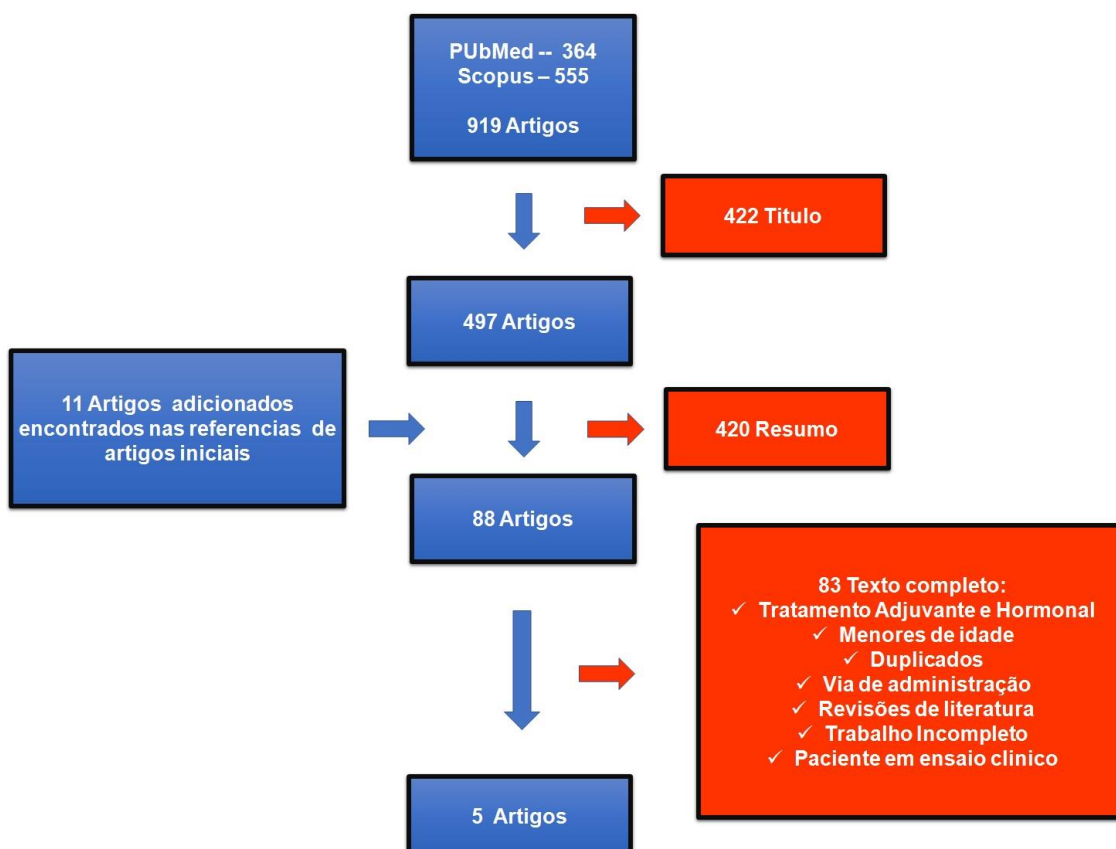 PUbMed -- 364
Scopus – 555
919 Artigos
422 Titulo
497 Artigos
11 Artigos adicionados
encontrados nas referencias de
artigos iniciais
420 Resumo
88 Artigos
83 Texto completo:
✓ Tratamento Adjuvante e Hormonal
✓ Menores de idade
✓ Duplicados
✓ Via de administração
✓ Revisões de literatura
✓ Trabalho Incompleto
✓ Paciente em ensaio clinico
5 Artigos